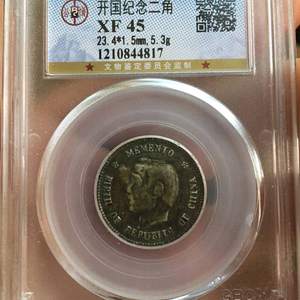 开国纪念二角
XF 45
23.4*1.5mm,5.3g
1210844817
文物鉴定委员会监制
★ MEMENTO ★
BIRTH OF REPUBLIC OF CHINA